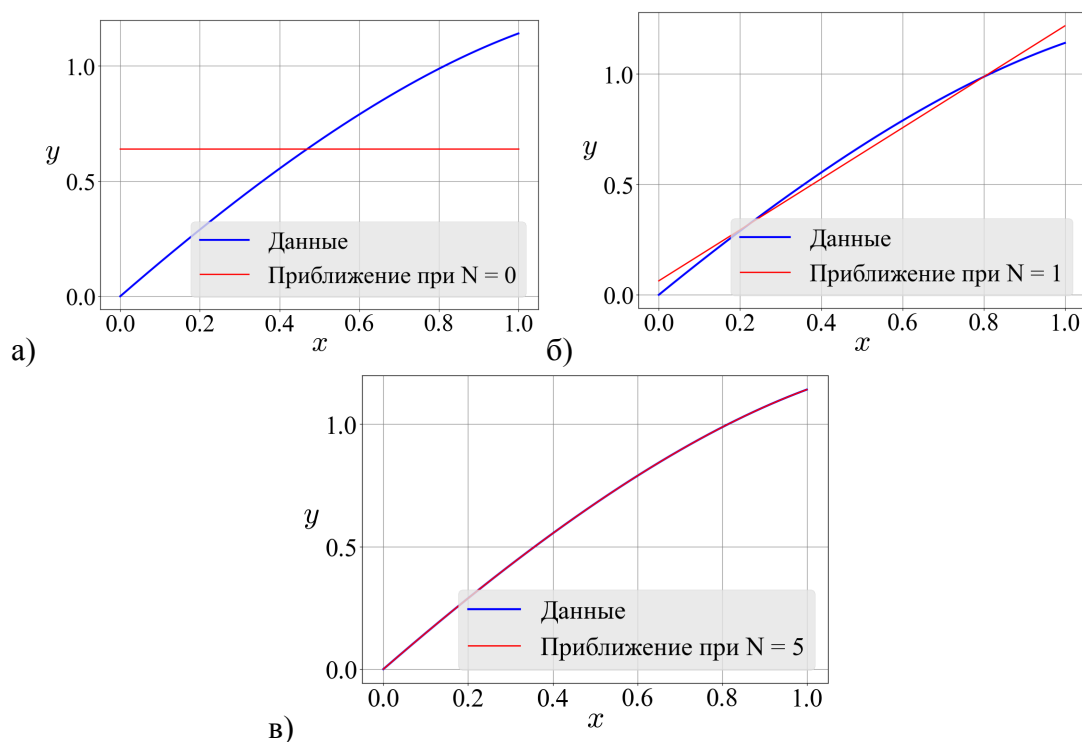 y
1.0
0.5
0.0
Данные
Приближение при N = 0
0.0 0.2 0.4 0.6 0.8 1.0
x
а)
y
1.0
0.5
0.0
Данные
Приближение при N = 1
0.0 0.2 0.4 0.6 0.8 1.0
x
б)
y
1.0
0.5
0.0
Данные
Приближение при N = 5
0.0 0.2 0.4 0.6 0.8 1.0
x
в)